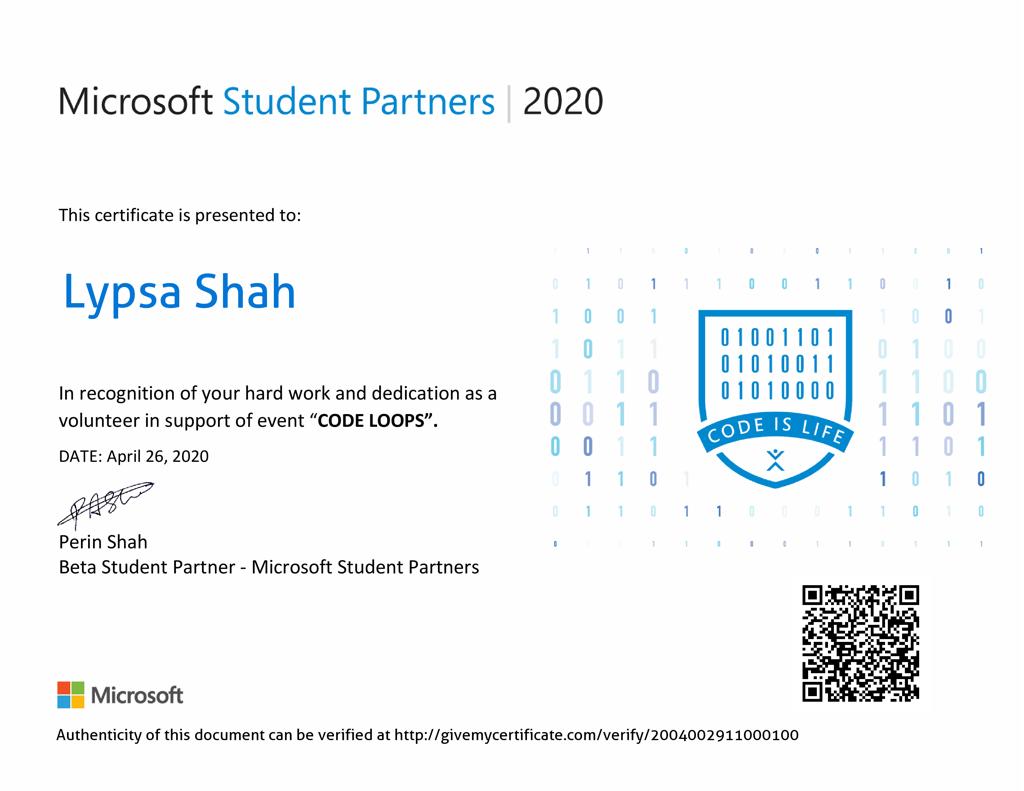 Microsoft Student Partners | 2020
This certificate is presented to:
Lypsa Shah
In recognition of your hard work and dedication as a
volunteer in support of event “CODE LOOPS”.
DATE: April 26, 2020
Perin Shah
Beta Student Partner - Microsoft Student Partners
01001101
01010011
01010000
CODE IS LIFE
Microsoft
Authenticity of this document can be verified at http://givemycertificate.com/verify/2004002911000100